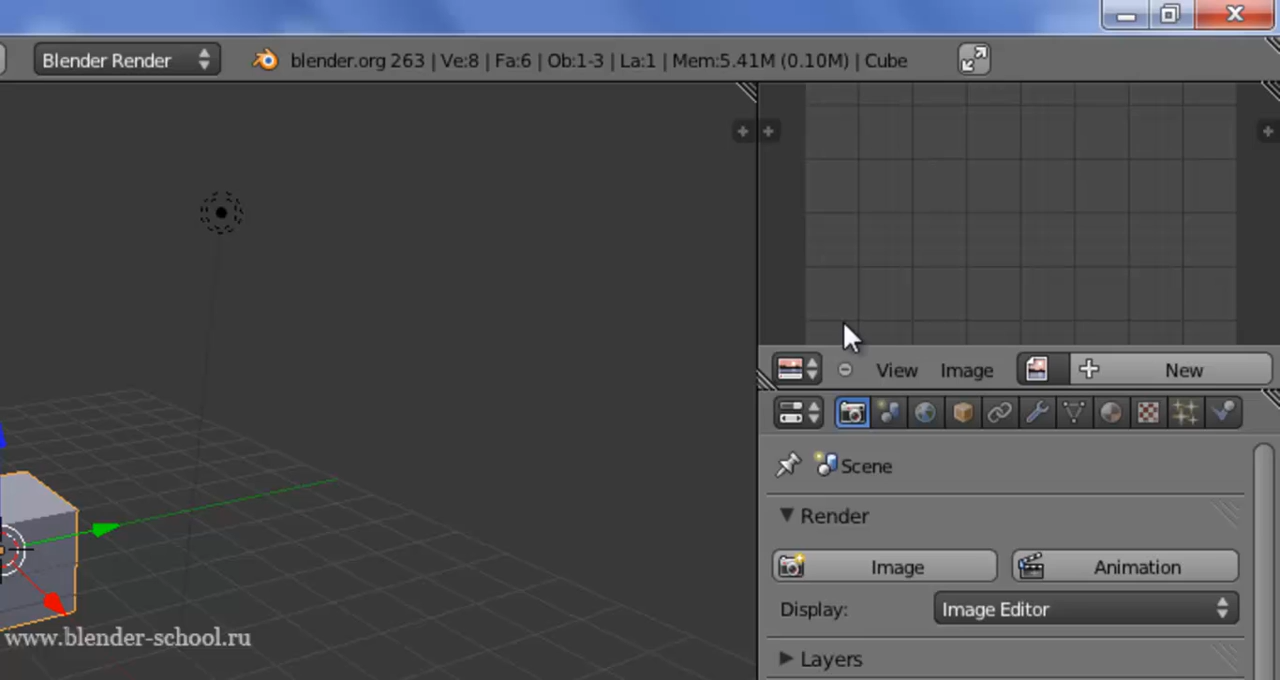 Blender Render
blender.org 263 | Ve:8 | Fa:6 | Ob:1-3 | La:1 | Mem:5.41M (0.10M) | Cube
View Image New
Scene
Render
Image Animation
Display: Image Editor
www.blender-school.ru
Layers